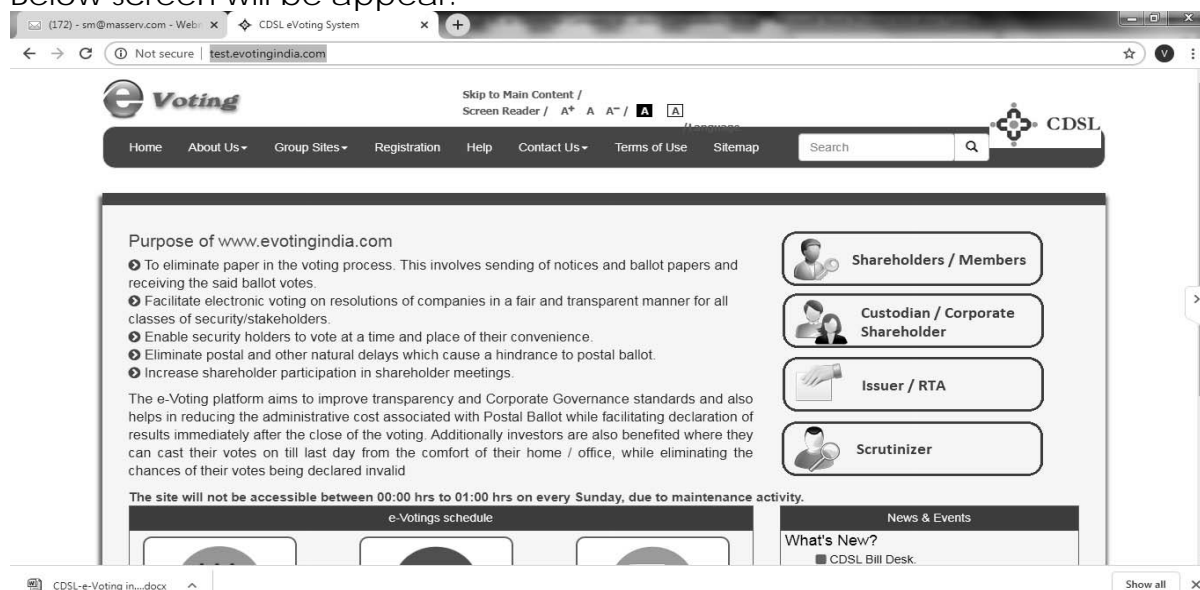 Below screen will be appear.
(172) - sm@masserv.com - Webr
CDSL eVoting System
Not secure | test.evotingindia.com
V
e Voting
Skip to Main Content /
Screen Reader / A+ A A- / A A
CDSL
Home About Us Group Sites Registration Help Contact Us Terms of Use Sitemap Search
Purpose of www.evotingindia.com
To eliminate paper in the voting process. This involves sending of notices and ballot papers and
receiving the said ballot votes.
Facilitate electronic voting on resolutions of companies in a fair and transparent manner for all
classes of security/stakeholders.
Enable security holders to vote at a time and place of their convenience.
Eliminate postal and other natural delays which cause a hindrance to postal ballot.
Increase shareholder participation in shareholder meetings.
The e-Voting platform aims to improve transparency and Corporate Governance standards and also
helps in reducing the administrative cost associated with Postal Ballot while facilitating declaration of
results immediately after the close of the voting. Additionally investors are also benefited where they
can cast their votes on till last day from the comfort of their home / office, while eliminating the
chances of their votes being declared invalid
Shareholders / Members
Custodian / Corporate
Shareholder
Issuer / RTA
Scrutinizer
The site will not be accessible between 00:00 hrs to 01:00 hrs on every Sunday, due to maintenance activity.
e-Votings schedule
News & Events
What's New?
CDSL Bill Desk.
CDSL-e-Voting in....docx
Show all